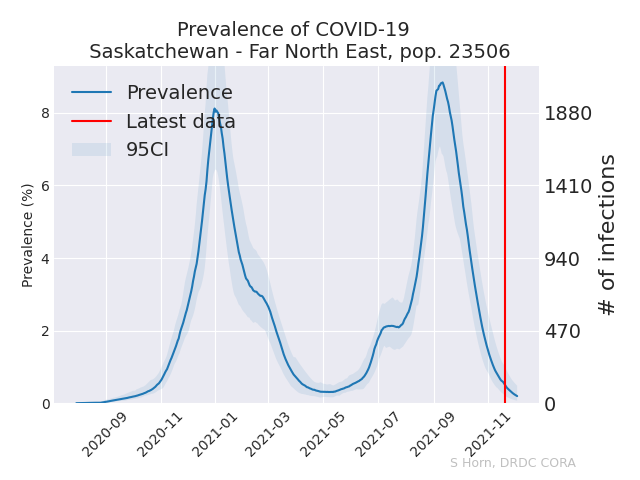 Prevalence of COVID-19
Saskatchewan - Far North East, pop. 23506
Prevalence
Latest data
95CI
Prevalence (%)
8
6
4
2
0
1880
1410
940
470
0
# of infections
2020-09
2020-11
2021-01
2021-03
2021-05
2021-07
2021-09
2021-11
S Horn, DRDC CORA